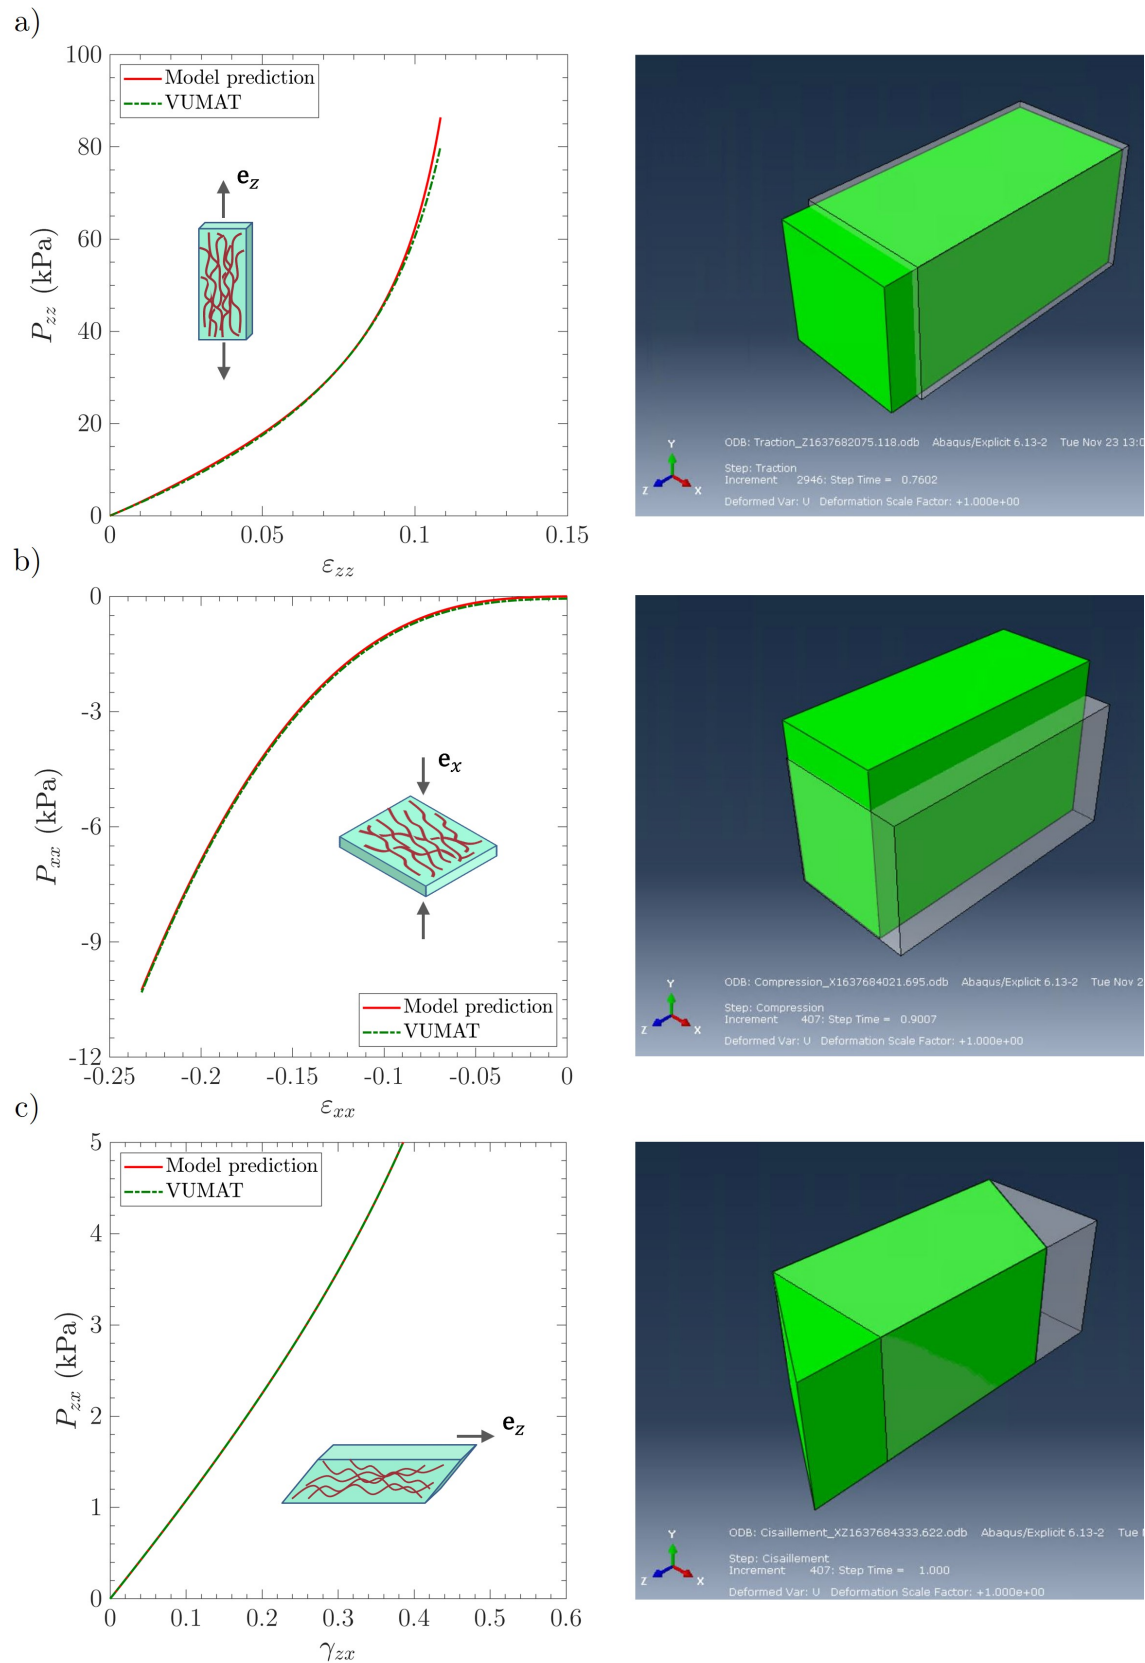 a)
100
80
60
40
20
0
P_zz (kPa)
Model prediction
VUMAT
e_z
0 0.05 0.1 0.15
ε_zz
Y
Z X
ODB: Traction_Z1637682075.118.odb Abaqus/Explicit 6.13-2 Tue Nov 23 13:0
Step: Traction
Increment 2946: Step Time = 0.7602
Deformed Var: U Deformation Scale Factor: +1.000e+00
b)
0
-3
-6
-9
-12
P_xx (kPa)
e_x
Model prediction
VUMAT
-0.25 -0.2 -0.15 -0.1 -0.05 0
ε_xx
Y
Z X
ODB: Compression_X1637684021.695.odb Abaqus/Explicit 6.13-2 Tue Nov 2
Step: Compression
Increment 407: Step Time = 0.9007
Deformed Var: U Deformation Scale Factor: +1.000e+00
c)
5
4
3
2
1
0
P_zx (kPa)
Model prediction
VUMAT
e_z
0 0.1 0.2 0.3 0.4 0.5 0.6
γ_zx
Y
Z X
ODB: Cisaillement_XZ1637684333.622.odb Abaqus/Explicit 6.13-2 Tue
Step: Cisaillement
Increment 407: Step Time = 1.000
Deformed Var: U Deformation Scale Factor: +1.000e+00